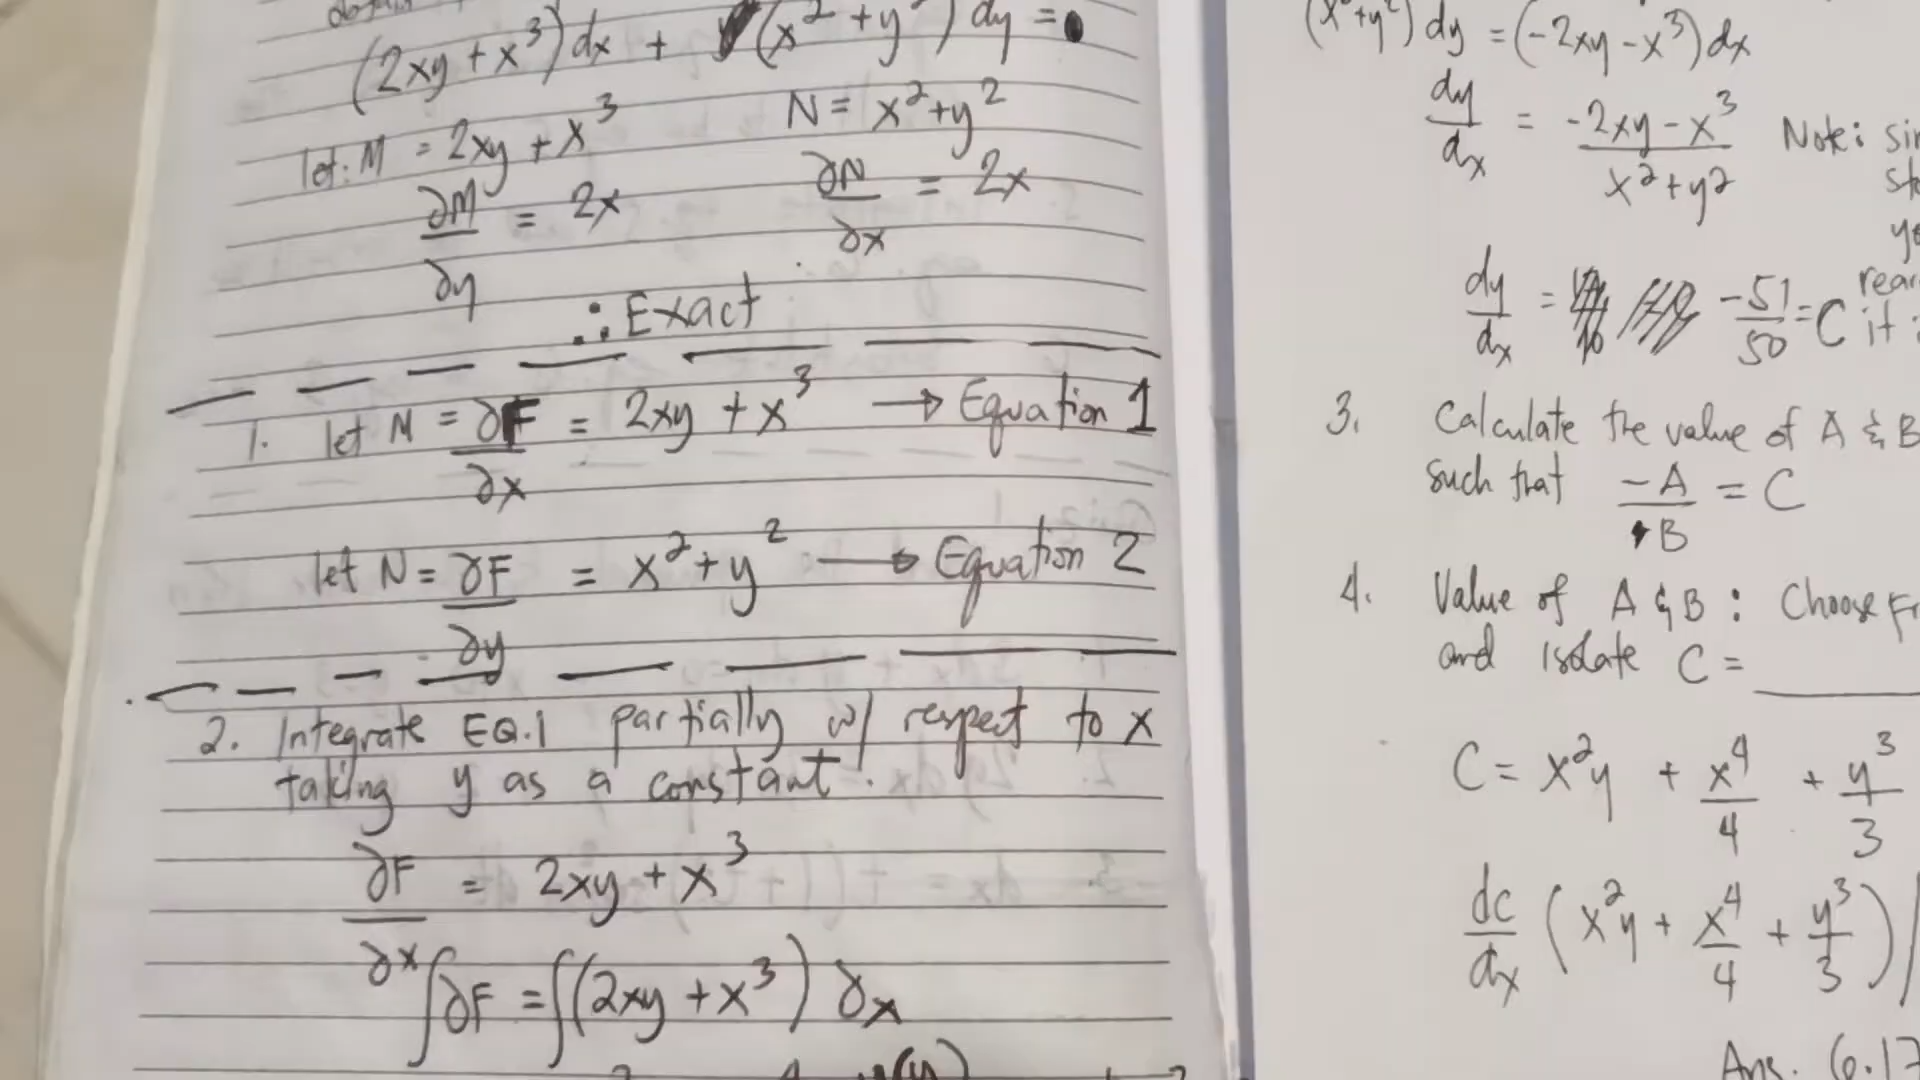 (2xy + x³) dx + (x² + y²) dy =
let: M = 2xy + x³ N = x² + y²
∂M/∂y = 2x ∂N/∂x = 2x
∴ Exact
1. let M = ∂F/∂x = 2xy + x³ → Equation 1
let N = ∂F/∂y = x² + y² → Equation 2
2. Integrate EQ.1 partially w/ respect to x
taking y as a constant.
∂F/∂x = 2xy + x³
∫∂F = ∫(2xy + x³) ∂x
(x² + y²) dy = (-2xy - x³) dx
dy/dx = -2xy - x³ / x² + y² Note:
dy/dx = -51/50 = C it
3. Calculate the value of A & B
such that -A/B = C
4. Value of A & B : Choose
and isolate C = ____
C = x²y + x⁴/4 + y³/3
dc/dx (x²y + x⁴/4 + y³/3) |
Ans. (6.17